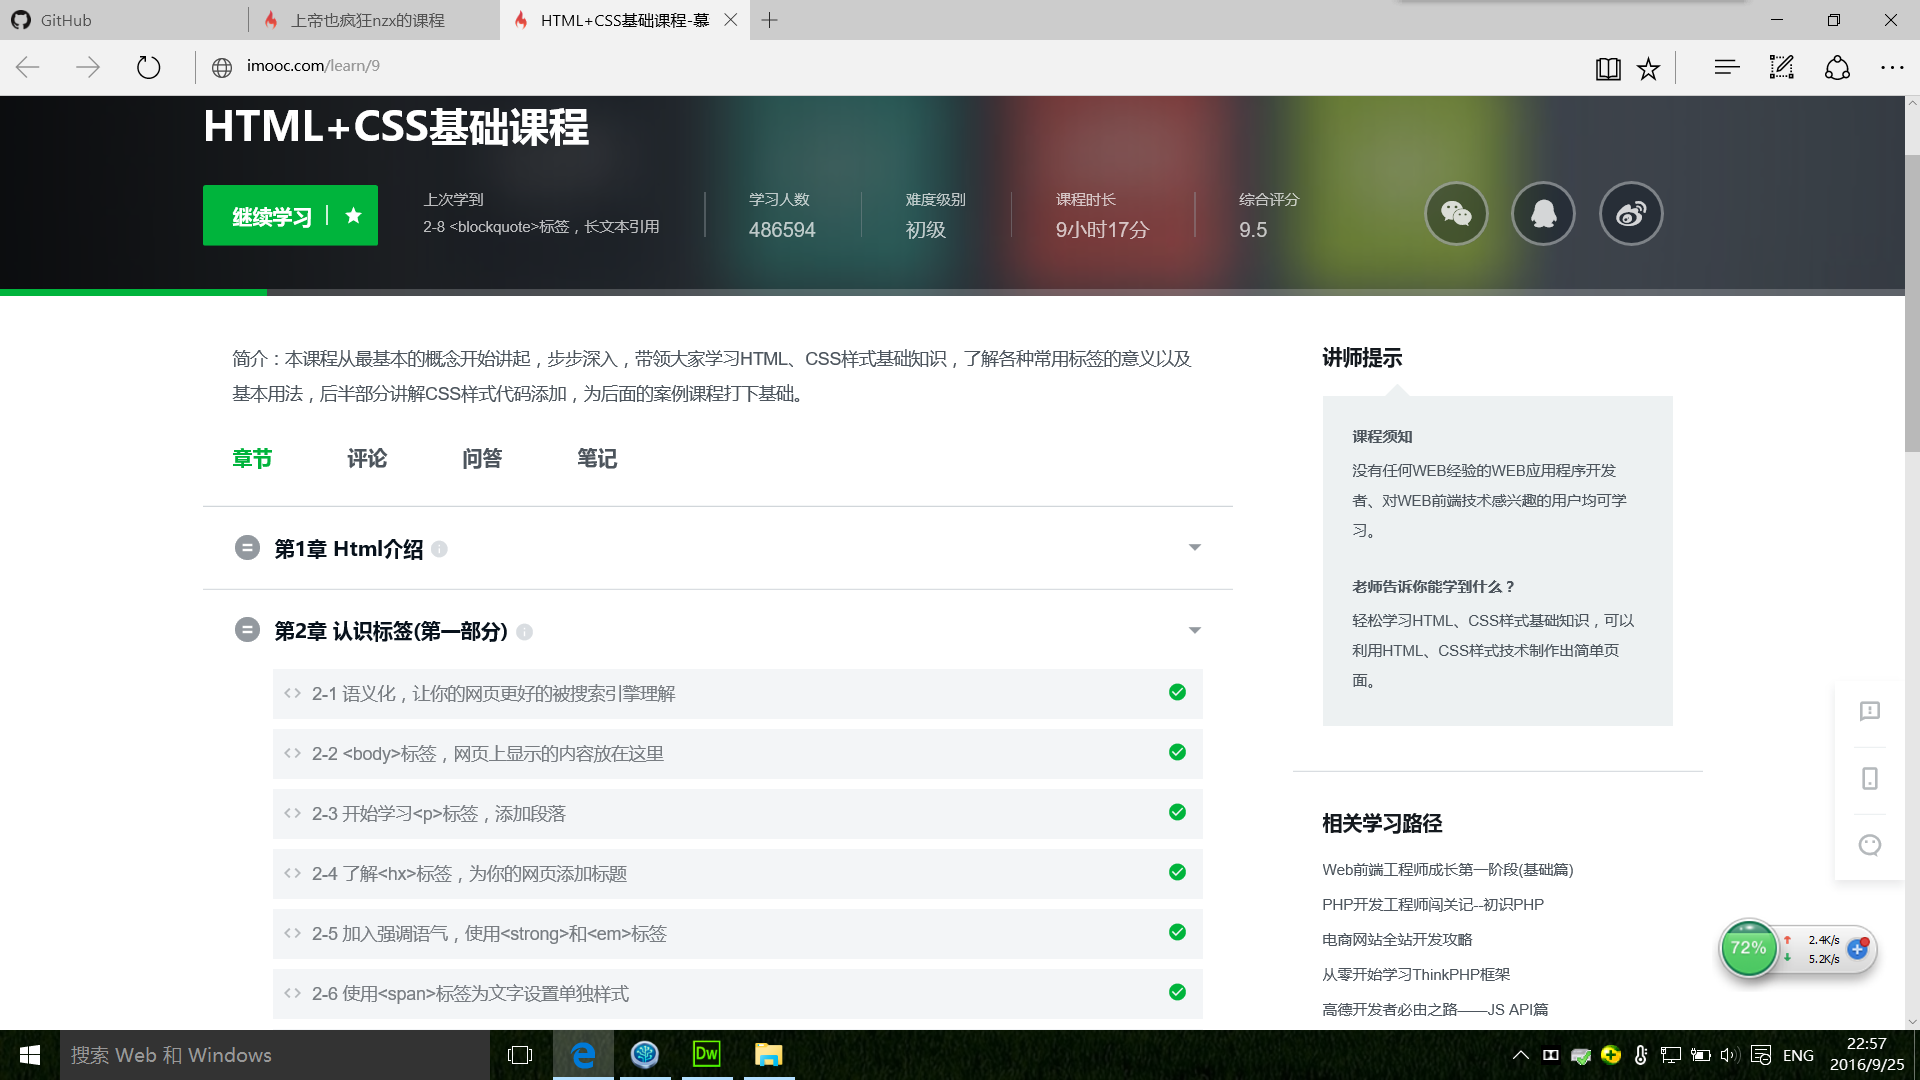 GitHub
上帝也疯狂nzx的课程
HTML+CSS基础课程-慕
imooc.com/learn/9
HTML+CSS基础课程
继续学习
上次学到
2-8 <blockquote>标签，长文本引用
学习人数
486594
难度级别
初级
课程时长
9小时17分
综合评分
9.5
简介：本课程从最基本的概念开始讲起，步步深入，带领大家学习HTML、CSS样式基础知识，了解各种常用标签的意义以及
基本用法，后半部分讲解CSS样式代码添加，为后面的案例课程打下基础。
章节
评论
问答
笔记
第1章 Html介绍
第2章 认识标签(第一部分)
2-1 语义化，让你的网页更好的被搜索引擎理解
2-2 <body>标签，网页上显示的内容放在这里
2-3 开始学习<p>标签，添加段落
2-4 了解<hx>标签，为你的网页添加标题
2-5 加入强调语气，使用<strong>和<em>标签
2-6 使用<span>标签为文字设置单独样式
讲师提示
课程须知
没有任何WEB经验的WEB应用程序开发
者、对WEB前端技术感兴趣的用户均可学
习。
老师告诉你能学到什么？
轻松学习HTML、CSS样式基础知识，可以
利用HTML、CSS样式技术制作出简单页
面。
相关学习路径
Web前端工程师成长第一阶段(基础篇)
PHP开发工程师闯关记--初识PHP
电商网站全站开发攻略
从零开始学习ThinkPHP框架
高德开发者必由之路——JS API篇
72%
2.4K/s
5.2K/s
搜索 Web 和 Windows
Dw
ENG
22:57
2016/9/25